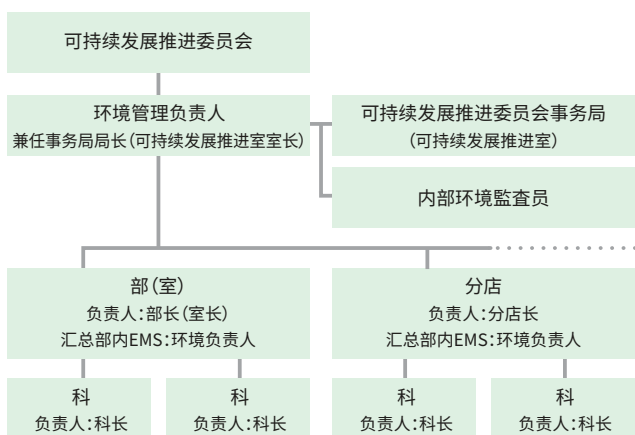 可持续发展推进委员会
环境管理负责人
兼任事务局局长（可持续发展推进室室长）
可持续发展推进委员会事务局
（可持续发展推进室）
内部环境監査员
部（室）
负责人：部长（室长）
汇总部内EMS：环境负责人
分店
负责人：分店长
汇总部内EMS：环境负责人
科
负责人：科长
科
负责人：科长
科
负责人：科长
科
负责人：科长